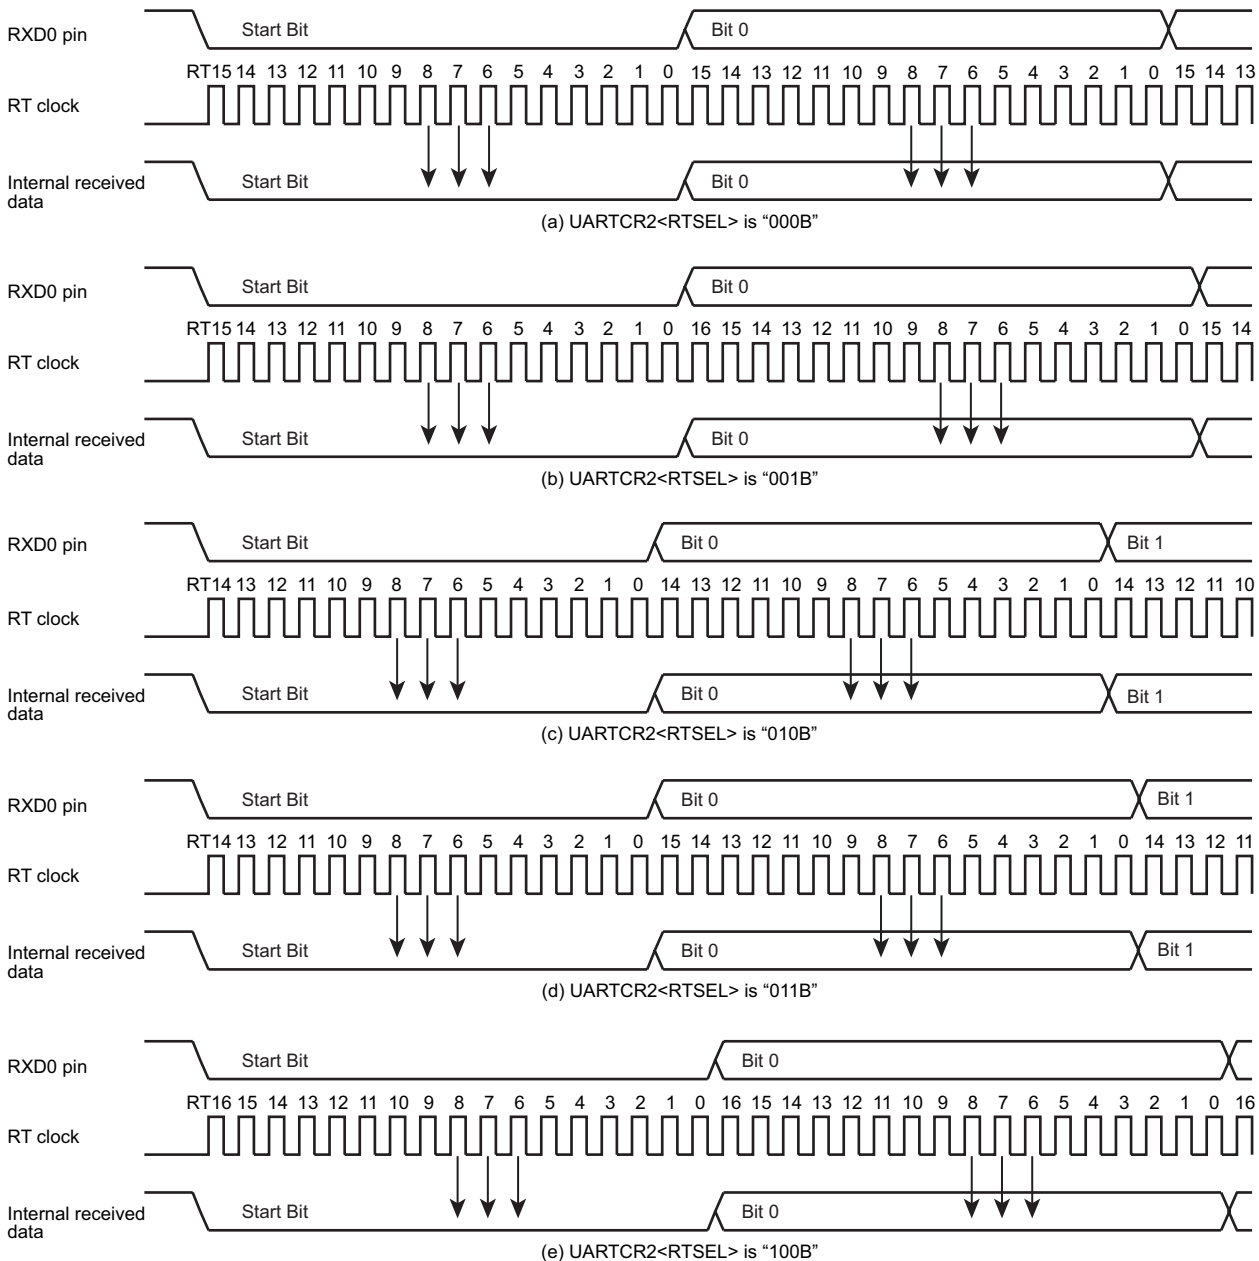 RXD0 pin Start Bit Bit 0
RT15 14 13 12 11 10 9 8 7 6 5 4 3 2 1 0 15 14 13 12 11 10 9 8 7 6 5 4 3 2 1 0 15 14 13
RT clock
Internal received data Start Bit Bit 0
(a) UARTCR2<RTSEL> is “000B”
RXD0 pin Start Bit Bit 0
RT15 14 13 12 11 10 9 8 7 6 5 4 3 2 1 0 16 15 14 13 12 11 10 9 8 7 6 5 4 3 2 1 0 15 14
RT clock
Internal received data Start Bit Bit 0
(b) UARTCR2<RTSEL> is “001B”
RXD0 pin Start Bit Bit 0 Bit 1
RT14 13 12 11 10 9 8 7 6 5 4 3 2 1 0 14 13 12 11 10 9 8 7 6 5 4 3 2 1 0 14 13 12 11 10
RT clock
Internal received data Start Bit Bit 0 Bit 1
(c) UARTCR2<RTSEL> is “010B”
RXD0 pin Start Bit Bit 0 Bit 1
RT14 13 12 11 10 9 8 7 6 5 4 3 2 1 0 15 14 13 12 11 10 9 8 7 6 5 4 3 2 1 0 14 13 12 11
RT clock
Internal received data Start Bit Bit 0 Bit 1
(d) UARTCR2<RTSEL> is “011B”
RXD0 pin Start Bit Bit 0
RT16 15 14 13 12 11 10 9 8 7 6 5 4 3 2 1 0 16 15 14 13 12 11 10 9 8 7 6 5 4 3 2 1 0 16
RT clock
Internal received data Start Bit Bit 0
(e) UARTCR2<RTSEL> is “100B”